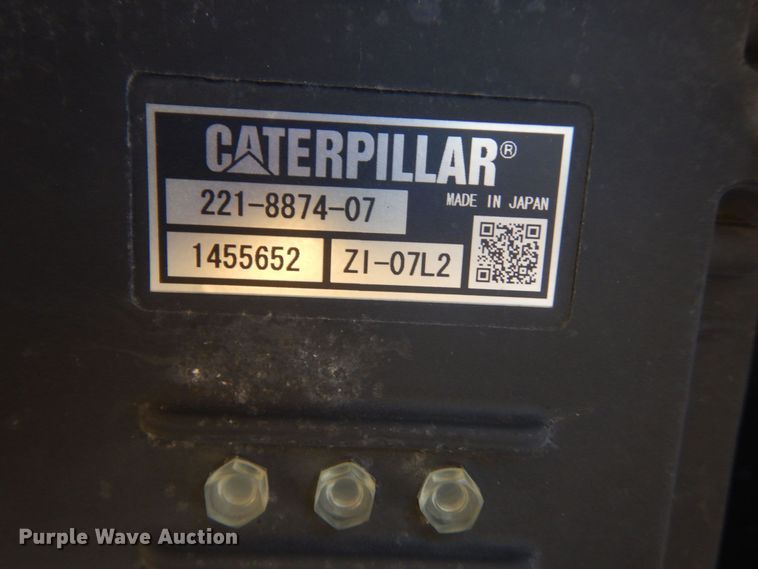 CATERPILLAR®
221-8874-07
MADE IN JAPAN
1455652
ZI-07L2
Purple Wave Auction